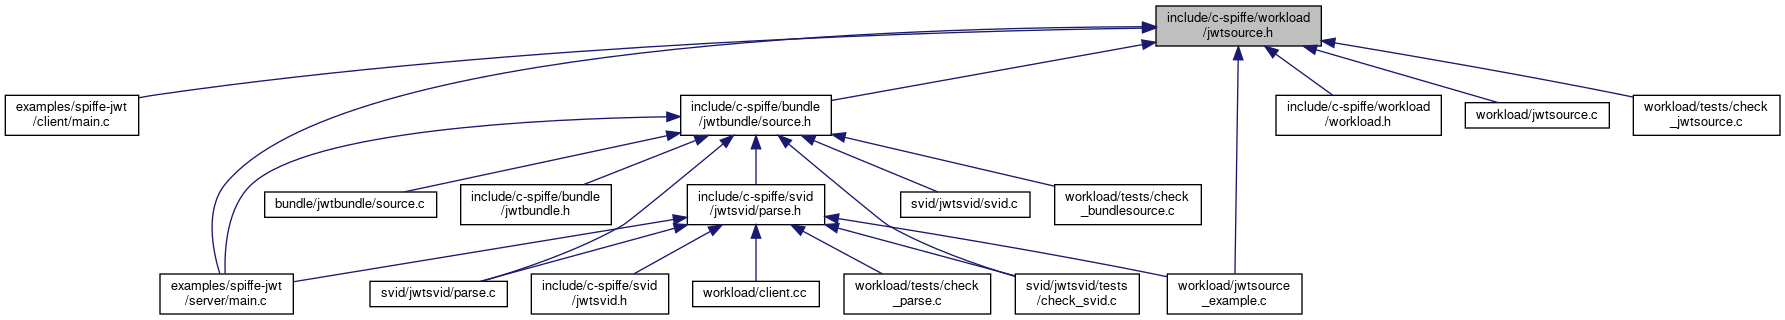 include/c-spiffe/workload
/jwtsource.h
examples/spiffe-jwt
/client/main.c
include/c-spiffe/bundle
/jwtbundle/source.h
include/c-spiffe/workload
/workload.h
workload/jwtsource.c
workload/tests/check
_jwtsource.c
bundle/jwtbundle/source.c
include/c-spiffe/bundle
/jwtbundle.h
include/c-spiffe/svid
/jwtsvid/parse.h
svid/jwtsvid/svid.c
workload/tests/check
_bundlesource.c
examples/spiffe-jwt
/server/main.c
svid/jwtsvid/parse.c
include/c-spiffe/svid
/jwtsvid.h
workload/client.cc
workload/tests/check
_parse.c
svid/jwtsvid/tests
/check_svid.c
workload/jwtsource
_example.c